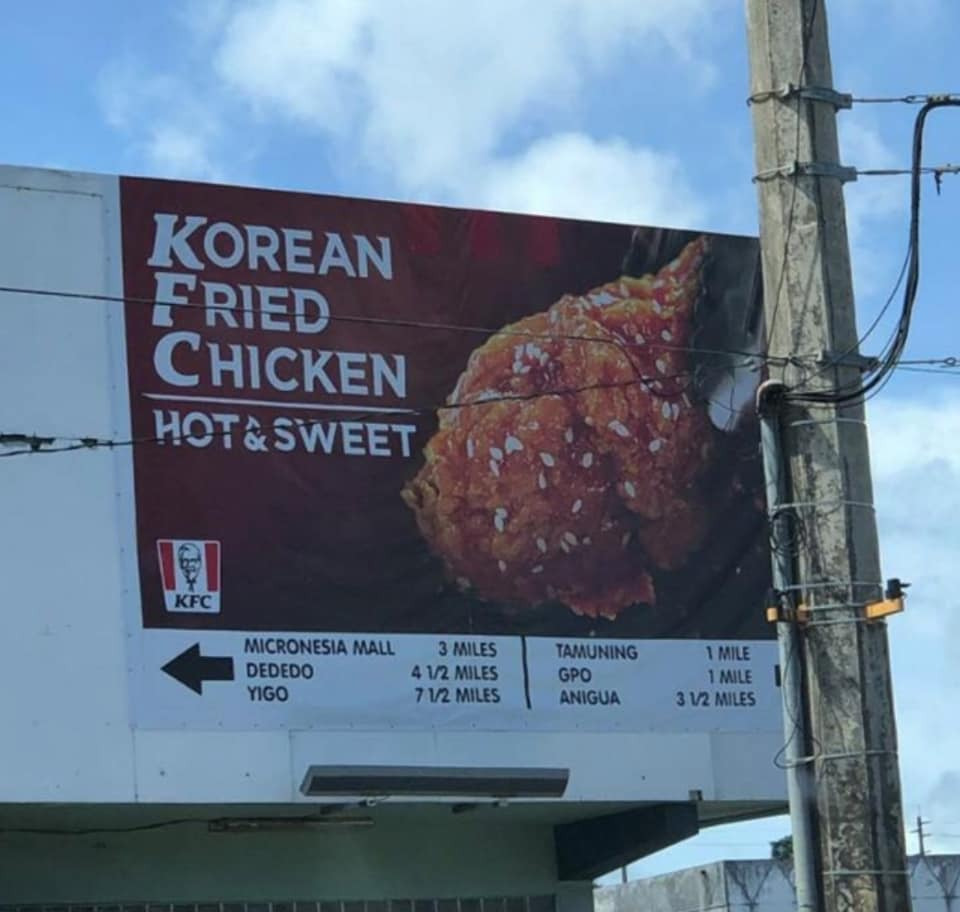 KOREAN
FRIED
CHICKEN
HOT & SWEET
KFC
MICRONESIA MALL 3 MILES
DEDEDO 4 1/2 MILES
YIGO 7 1/2 MILES
TAMUNING 1 MILE
GPO 1 MILE
ANIGUA 3 1/2 MILES